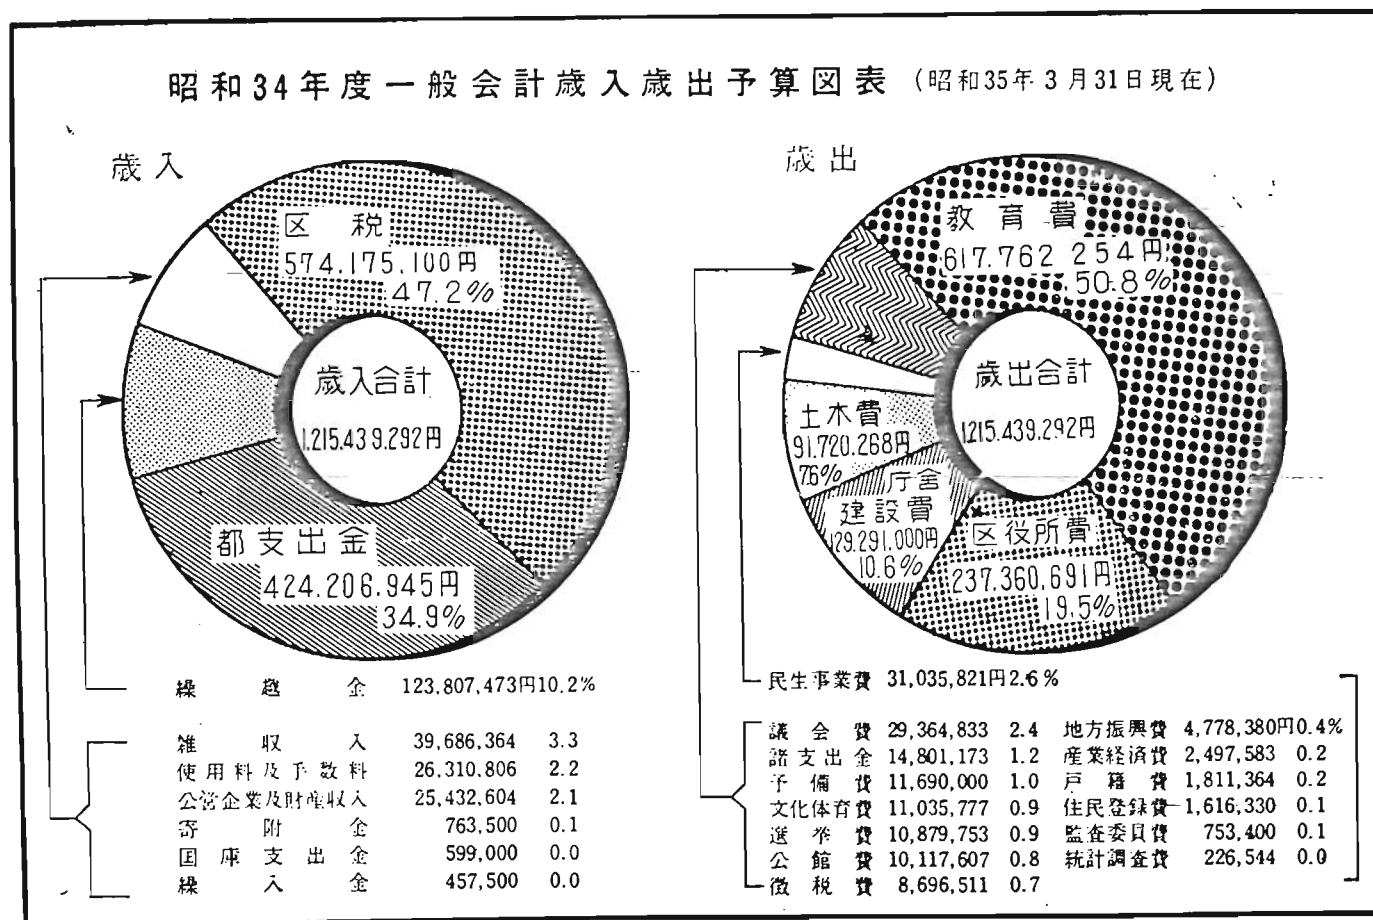 昭和34年度一般会計歳入歳出予算図表（昭和35年3月31日現在）
歳入
区税
574.175.100円
47.2%
歳入合計
1.215.439.292円
都支出金
424.206.945円
34.9%
繰越金 123,807,473円 10.2%
雑収入 39,686,364 3.3
使用料及手数料 26,310,806 2.2
公営企業及財産収入 25,432,604 2.1
寄附金 763,500 0.1
国庫支出金 599,000 0.0
繰入金 457,500 0.0
歳出
教育費
617.762 254円
50.8%
歳出合計
1215.439.292円
土木費
91.720.268円
7.6%
庁舎
建設費
129.291.000円
10.6%
区役所費
237.360,691円
19.5%
民生事業費 31,035,821円 2.6%
議会費 29,364,833 2.4 地方振興費 4,778,380円 0.4%
諸支出金 14,801,173 1.2 産業経済費 2,497,583 0.2
予備費 11,690,000 1.0 戸籍費 1,811,364 0.2
文化体育費 11,035,777 0.9 住民登録費 1,616,330 0.1
選挙費 10,879,753 0.9 監査委員費 753,400 0.1
公館費 10,117,607 0.8 統計調査費 226,544 0.0
徴税費 8,696,511 0.7